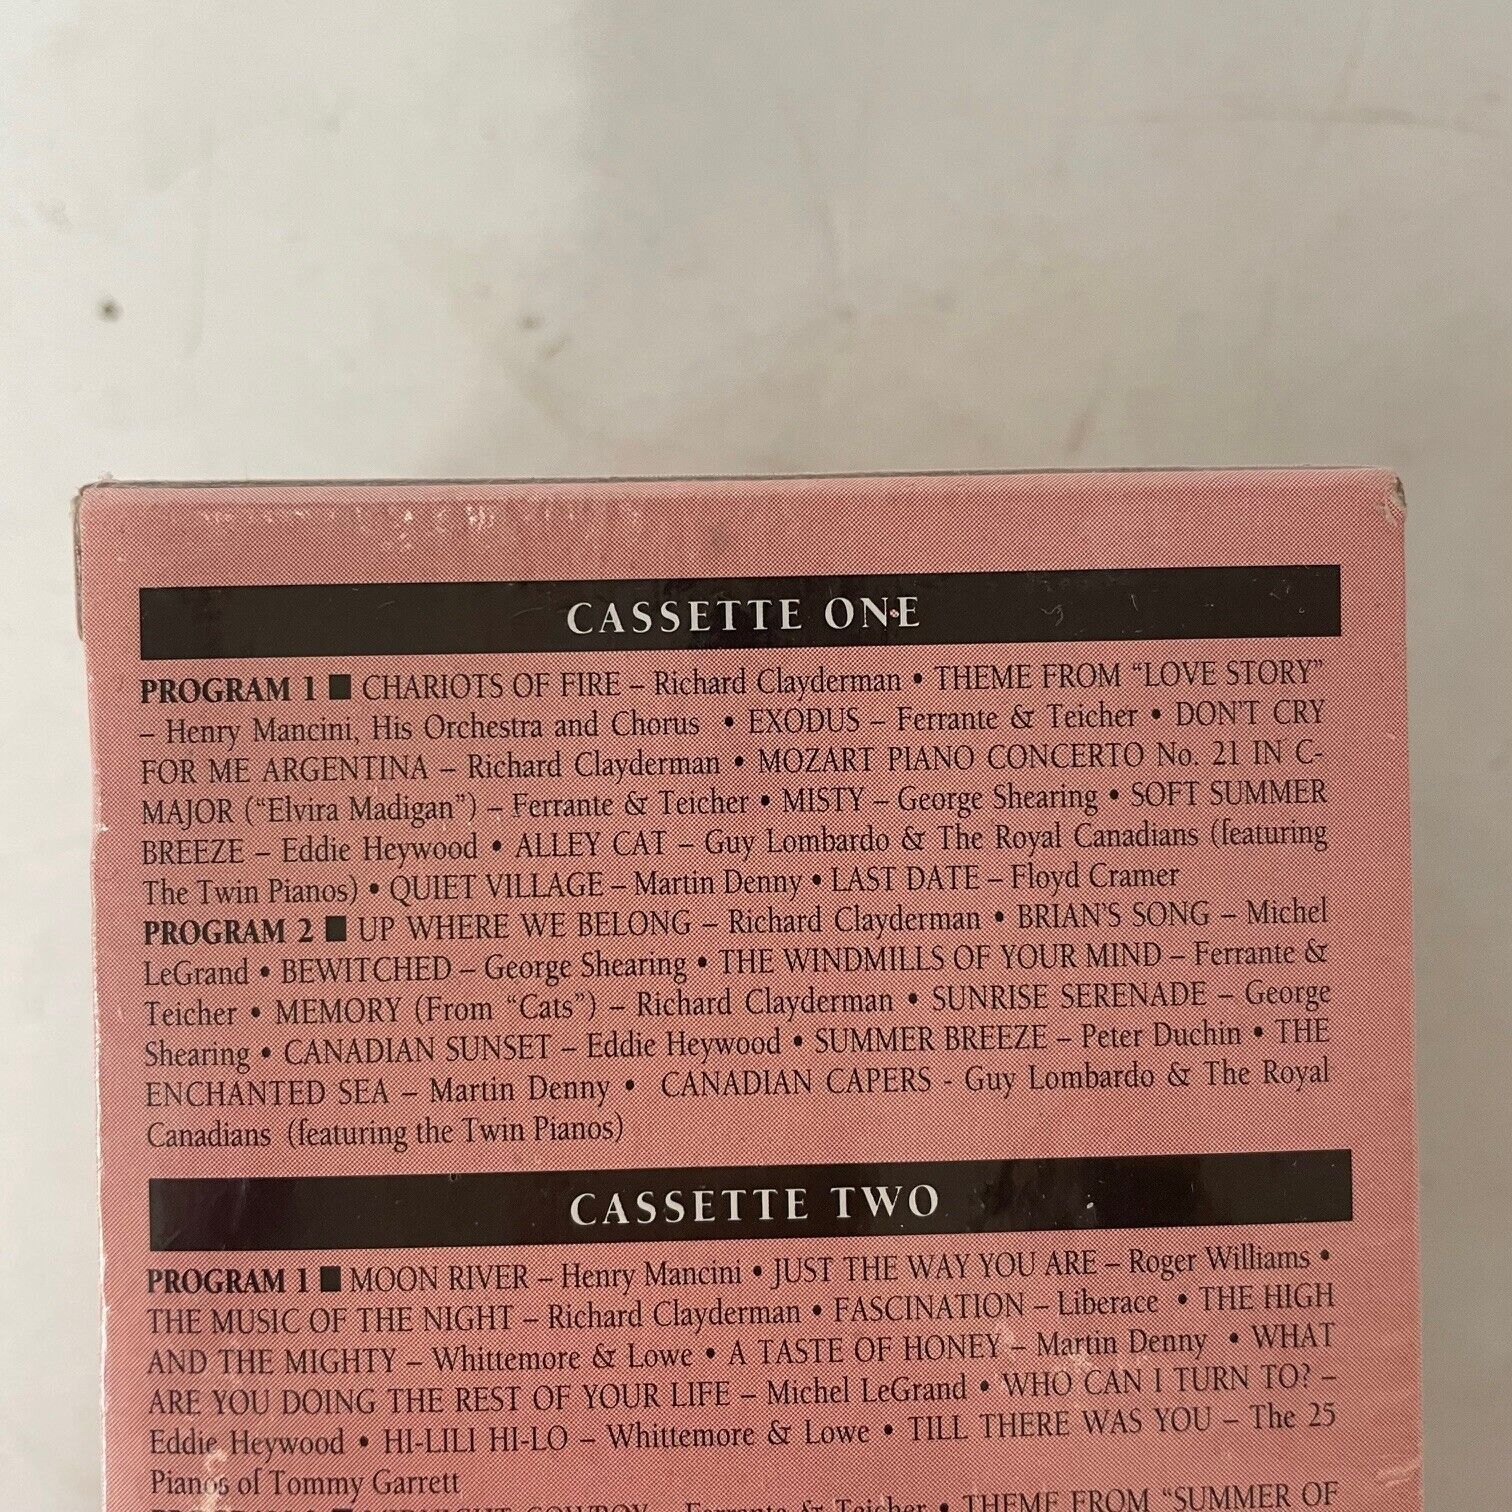 CASSETTE ONE
PROGRAM 1 ■ CHARIOTS OF FIRE – Richard Clayderman • THEME FROM “LOVE STORY”
– Henry Mancini, His Orchestra and Chorus • EXODUS – Ferrante & Teicher • DON'T CRY
FOR ME ARGENTINA – Richard Clayderman • MOZART PIANO CONCERTO No. 21 IN C-
MAJOR (“Elvira Madigan”) – Ferrante & Teicher • MISTY – George Shearing • SOFT SUMMER
BREEZE – Eddie Heywood • ALLEY CAT – Guy Lombardo & The Royal Canadians (featuring
The Twin Pianos) • QUIET VILLAGE – Martin Denny • LAST DATE – Floyd Cramer
PROGRAM 2 ■ UP WHERE WE BELONG – Richard Clayderman • BRIAN'S SONG – Michel
LeGrand • BEWITCHED – George Shearing • THE WINDMILLS OF YOUR MIND – Ferrante &
Teicher • MEMORY (From “Cats”) – Richard Clayderman • SUNRISE SERENADE – George
Shearing • CANADIAN SUNSET – Eddie Heywood • SUMMER BREEZE – Peter Duchin • THE
ENCHANTED SEA – Martin Denny • CANADIAN CAPERS - Guy Lombardo & The Royal
Canadians (featuring the Twin Pianos)
CASSETTE TWO
PROGRAM 1 ■ MOON RIVER – Henry Mancini • JUST THE WAY YOU ARE – Roger Williams •
THE MUSIC OF THE NIGHT – Richard Clayderman • FASCINATION – Liberace • THE HIGH
AND THE MIGHTY – Whittemore & Lowe • A TASTE OF HONEY – Martin Denny • WHAT
ARE YOU DOING THE REST OF YOUR LIFE – Michel LeGrand • WHO CAN I TURN TO? –
Eddie Heywood • HI-LILI HI-LO – Whittemore & Lowe • TILL THERE WAS YOU – The 25
Pianos of Tommy Garrett
COWBOY – Ferrante & Teicher • THEME FROM “SUMMER OF